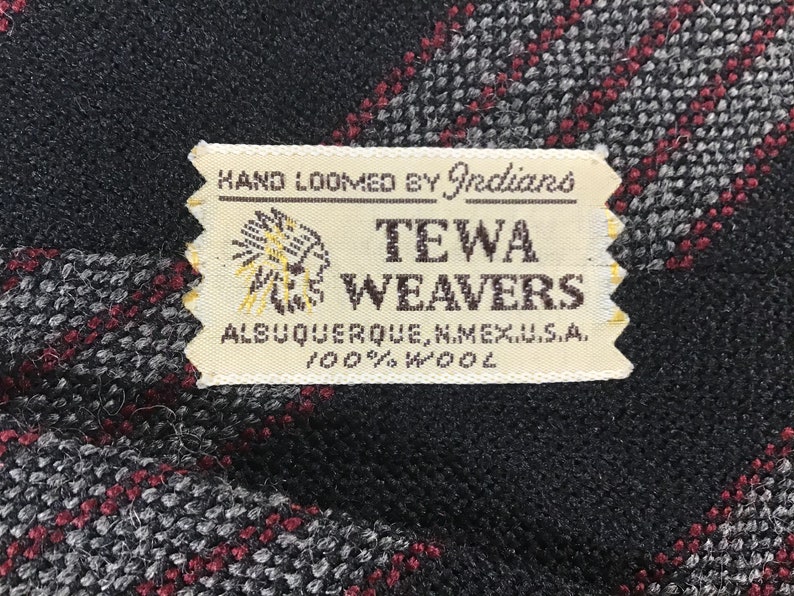 HAND LOOMED BY Indians
TEWA
WEAVERS
ALBUQUERQUE, N.MEX.U.S.A.
100% WOOL